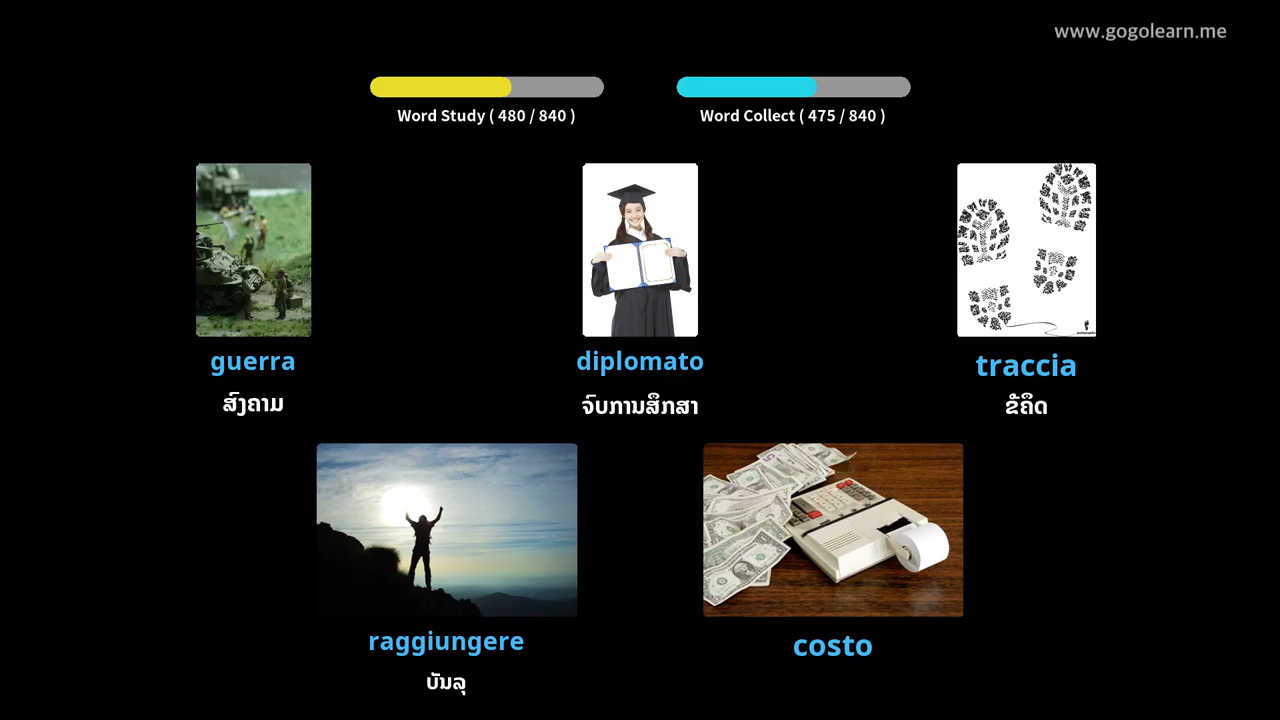 www.gogolearn.me
Word Study ( 480 / 840 )
Word Collect ( 475 / 840 )
guerra
ສົງຄາມ
diplomato
ຈົບການສຶກສາ
traccia
ຂໍ້ຄຶດ
raggiungere
ບັນລຸ
costo